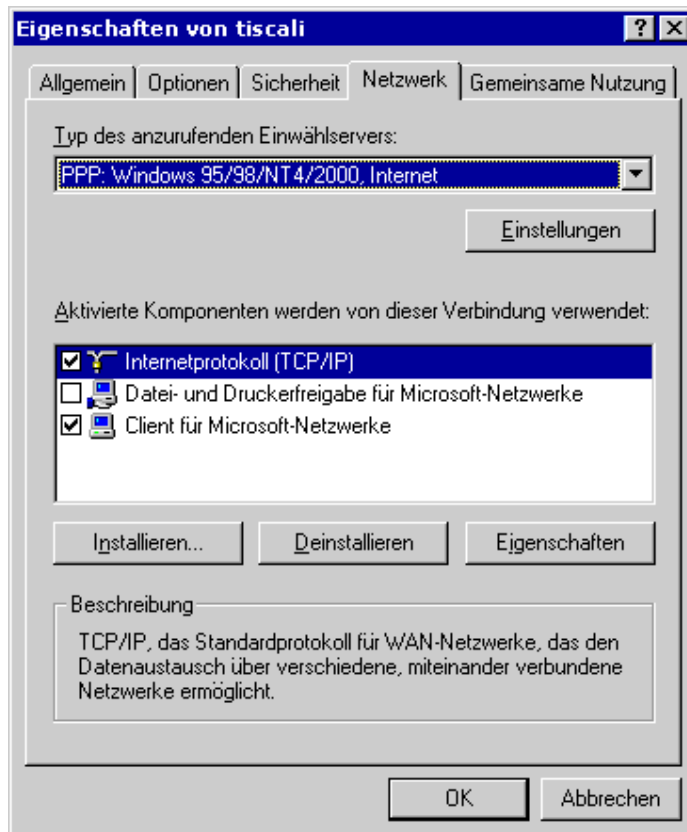 Eigenschaften von tiscali
Allgemein Optionen Sicherheit Netzwerk Gemeinsame Nutzung
Typ des anzurufenden Einwählservers:
PPP: Windows 95/98/NT4/2000, Internet
Einstellungen
Aktivierte Komponenten werden von dieser Verbindung verwendet:
Internetprotokoll (TCP/IP)
Datei- und Druckerfreigabe für Microsoft-Netzwerke
Client für Microsoft-Netzwerke
Installieren... Deinstallieren Eigenschaften
Beschreibung
TCP/IP, das Standardprotokoll für WAN-Netzwerke, das den
Datenaustausch über verschiedene, miteinander verbundene
Netzwerke ermöglicht.
OK Abbrechen